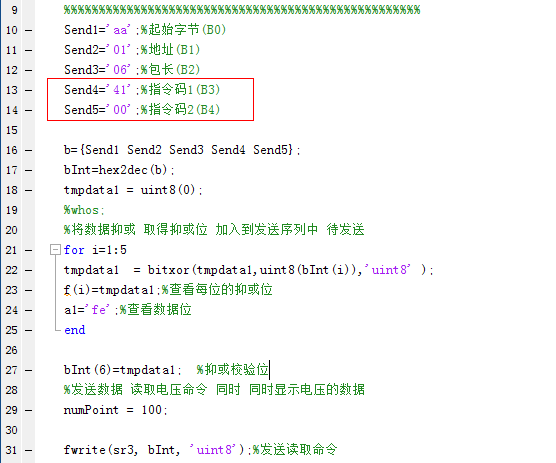 9 %%%%%%%%%%%%%%%%%%%%%%%%%%%%%%%%%%%%%%%%%%%%%%%%%%%
10 — Send1='aa';%起始字节(B0)
11 — Send2='01';%地址(B1)
12 — Send3='06';%包长(B2)
13 — Send4='41';%指令码1(B3)
14 — Send5='00';%指令码2(B4)
15
16 — b={Send1 Send2 Send3 Send4 Send5};
17 — bInt=hex2dec(b);
18 — tmpdata1 = uint8(0);
19 %whos;
20 %将数据抑或 取得抑或位 加入到发送序列中 待发送
21 — for i=1:5
22 — tmpdata1  = bitxor(tmpdata1,uint8(bInt(i)),'uint8' );
23 — f(i)=tmpdata1;%查看每位的抑或位
24 — a1='fe';%查看数据位
25 — end
26
27 — bInt(6)=tmpdata1;  %抑或校验位
28 %发送数据 读取电压命令 同时 同时显示电压的数据
29 — numPoint = 100;
30
31 — fwrite(sr3, bInt, 'uint8');%发送读取命令